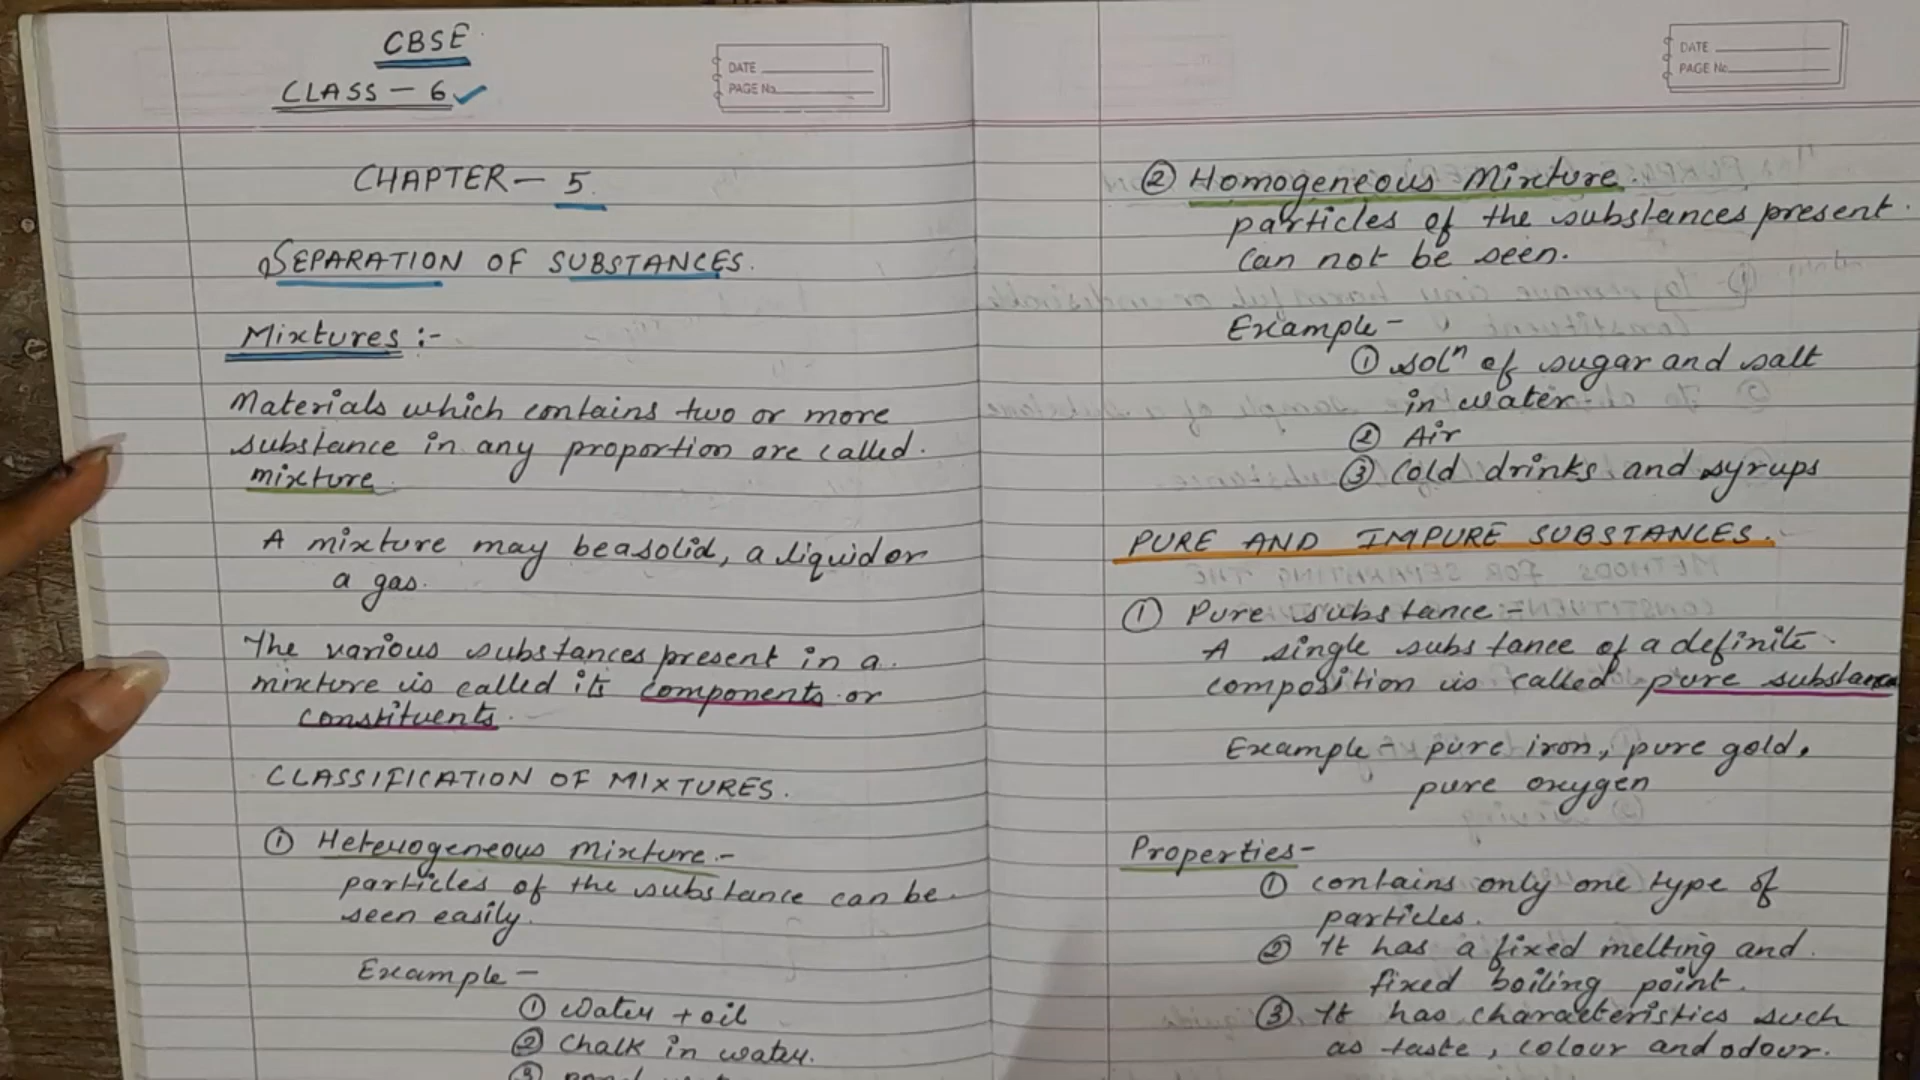 CBSE
CLASS - 6
DATE
PAGE No.
CHAPTER - 5
SEPARATION OF SUBSTANCES.
Mixtures :-
Materials which contains two or more
substance in any proportion are called
mixture
A mixture may be a solid, a liquid or
a gas.
The various substances present in a
mixture is called its components or
constituents.
CLASSIFICATION OF MIXTURES.
① Heterogeneous mixture -
particles of the substance can be
seen easily.
Example -
① Water + oil
② Chalk in water.
③
DATE
PAGE No.
② Homogeneous Mixture.
particles of the substances present
can not be seen.
Example -
① solⁿ of sugar and salt
in water
② Air
③ cold drinks and syrups
PURE AND IMPURE SUBSTANCES.
① Pure substance -
A single substance of a definite
composition is called pure substance
Example - pure iron, pure gold,
pure oxygen
Properties -
① contains only one type of
particles.
② It has a fixed melting and
fixed boiling point.
③ It has characteristics such
as taste, colour and odour.